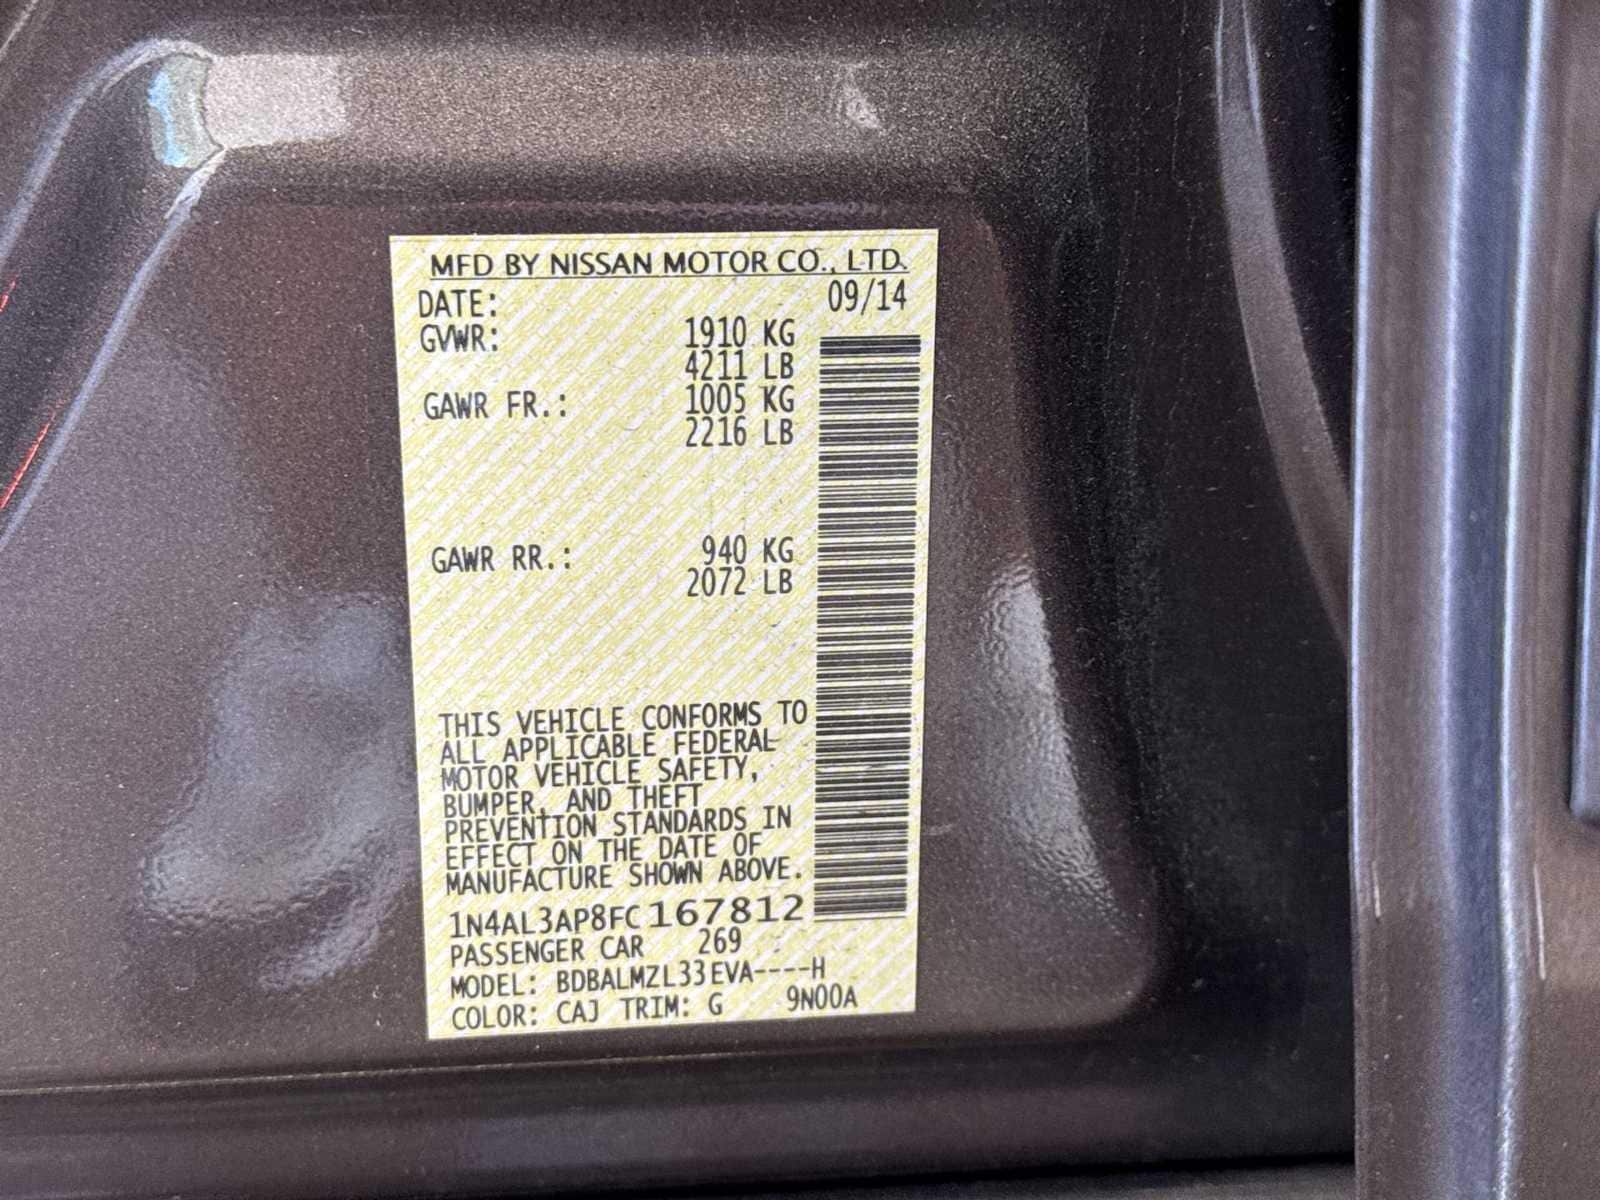 MFD BY NISSAN MOTOR CO., LTD.
DATE: 09/14
GVWR: 1910 KG
4211 LB
GAWR FR.: 1005 KG
2216 LB
GAWR RR.: 940 KG
2072 LB
THIS VEHICLE CONFORMS TO
ALL APPLICABLE FEDERAL
MOTOR VEHICLE SAFETY,
BUMPER, AND THEFT
PREVENTION STANDARDS IN
EFFECT ON THE DATE OF
MANUFACTURE SHOWN ABOVE.
1N4AL3AP8FC167812
PASSENGER CAR 269
MODEL: BDBALMZL33EVA----H
COLOR: CAJ TRIM: G 9N00A